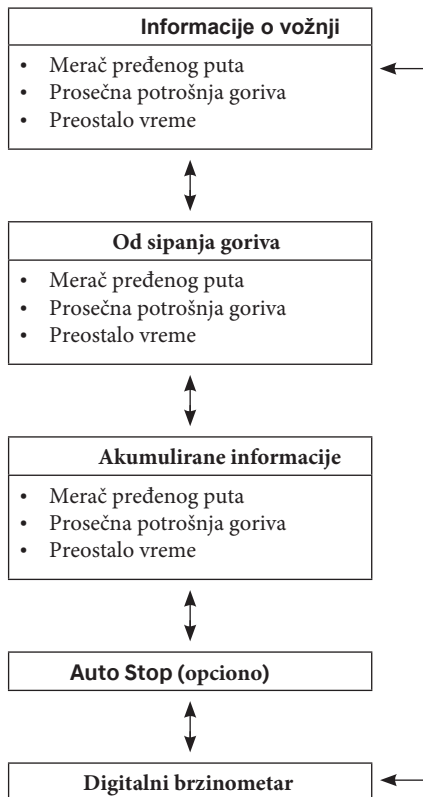 Informacije o vožnji
• Merač pređenog puta
• Prosečna potrošnja goriva
• Preostalo vreme
Od sipanja goriva
• Merač pređenog puta
• Prosečna potrošnja goriva
• Preostalo vreme
Akumulirane informacije
• Merač pređenog puta
• Prosečna potrošnja goriva
• Preostalo vreme
Auto Stop (opciono)
Digitalni brzinometar